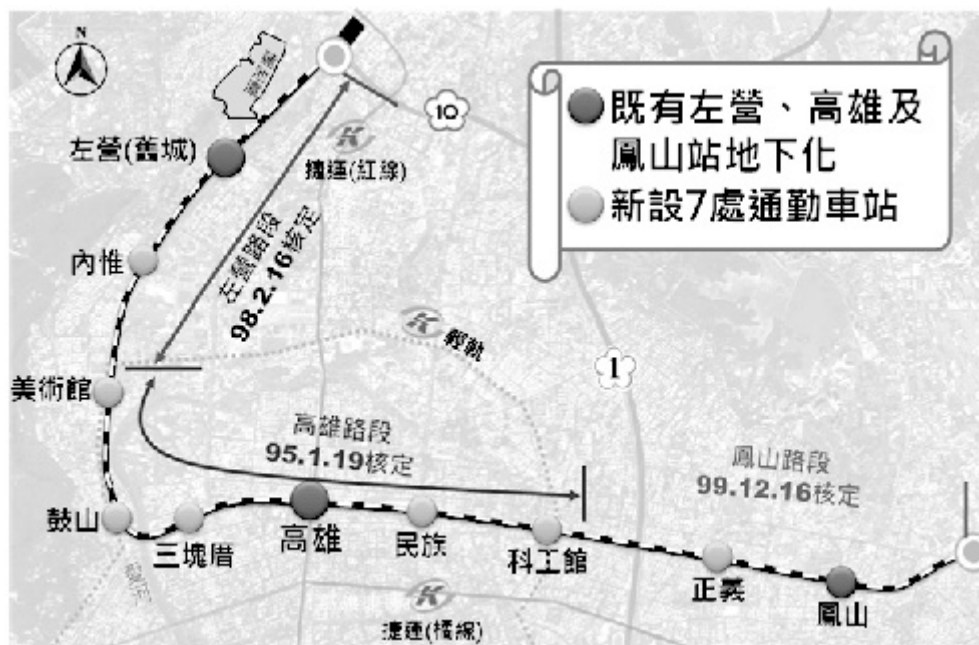 N
10
既有左營、高雄及
鳳山站地下化
新設7處通勤車站
左營(舊城)
捷運(紅線)
內惟
左營路段
98.2.16核定
輕軌
1
美術館
高雄路段
95.1.19核定
鳳山路段
99.12.16核定
鼓山
三塊厝
高雄
民族
科工館
正義
鳳山
捷運(橘線)